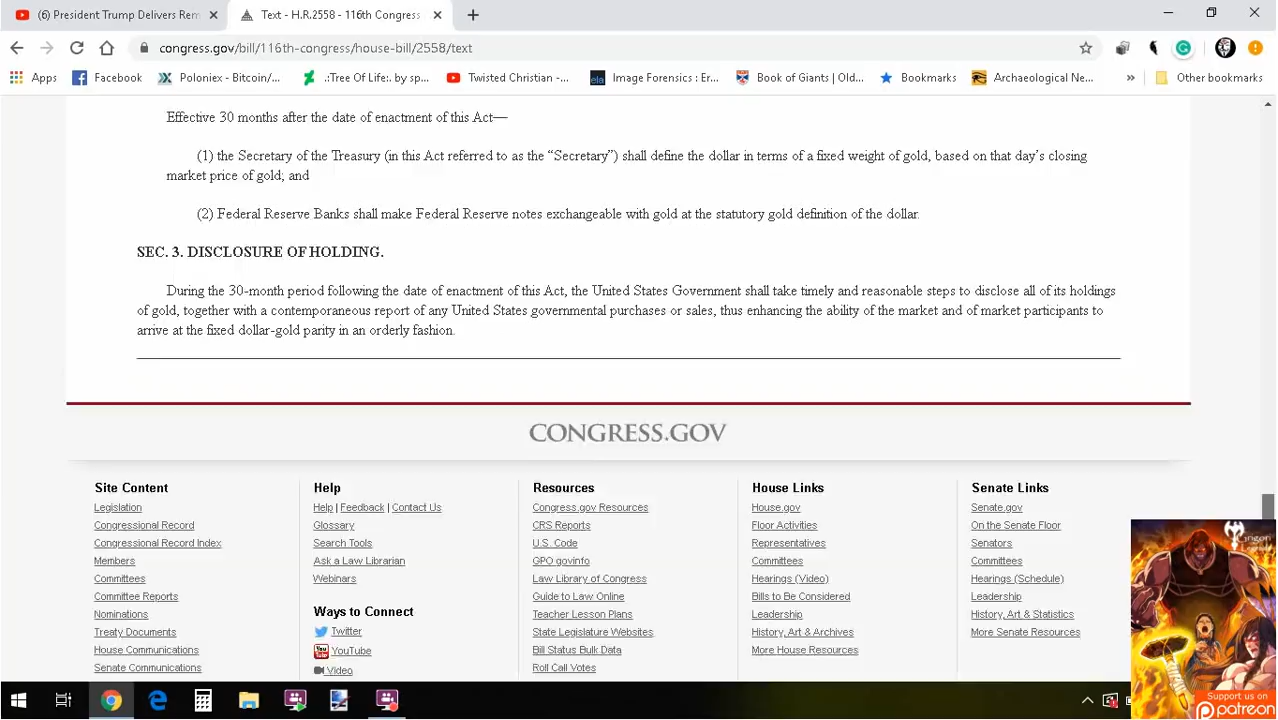 (6) President Trump Delivers Rem
Text - H.R.2558 - 116th Congress
congress.gov/bill/116th-congress/house-bill/2558/text
Apps
Facebook
Poloniex - Bitcoin/...
.:Tree Of Life:. by sp...
Twisted Christian -...
Image Forensics : Er...
Book of Giants | Old...
Bookmarks
Archaeological Ne...
»
Other bookmarks
Effective 30 months after the date of enactment of this Act—
(1) the Secretary of the Treasury (in this Act referred to as the “Secretary”) shall define the dollar in terms of a fixed weight of gold, based on that day’s closing
market price of gold; and
(2) Federal Reserve Banks shall make Federal Reserve notes exchangeable with gold at the statutory gold definition of the dollar.
SEC. 3. DISCLOSURE OF HOLDING.
During the 30-month period following the date of enactment of this Act, the United States Government shall take timely and reasonable steps to disclose all of its holdings
of gold, together with a contemporaneous report of any United States governmental purchases or sales, thus enhancing the ability of the market and of market participants to
arrive at the fixed dollar-gold parity in an orderly fashion.
CONGRESS.GOV
Site Content
Legislation
Congressional Record
Congressional Record Index
Members
Committees
Committee Reports
Nominations
Treaty Documents
House Communications
Senate Communications
Help
Help | Feedback | Contact Us
Glossary
Search Tools
Ask a Law Librarian
Webinars
Ways to Connect
Twitter
YouTube
Video
Resources
Congress.gov Resources
CRS Reports
U.S. Code
GPO govinfo
Law Library of Congress
Guide to Law Online
Teacher Lesson Plans
State Legislature Websites
Bill Status Bulk Data
Roll Call Votes
House Links
House.gov
Floor Activities
Representatives
Committees
Hearings (Video)
Bills to Be Considered
Leadership
History, Art & Archives
More House Resources
Senate Links
Senate.gov
On the Senate Floor
Senators
Committees
Hearings (Schedule)
Leadership
History, Art & Statistics
More Senate Resources
Support us on
patreon